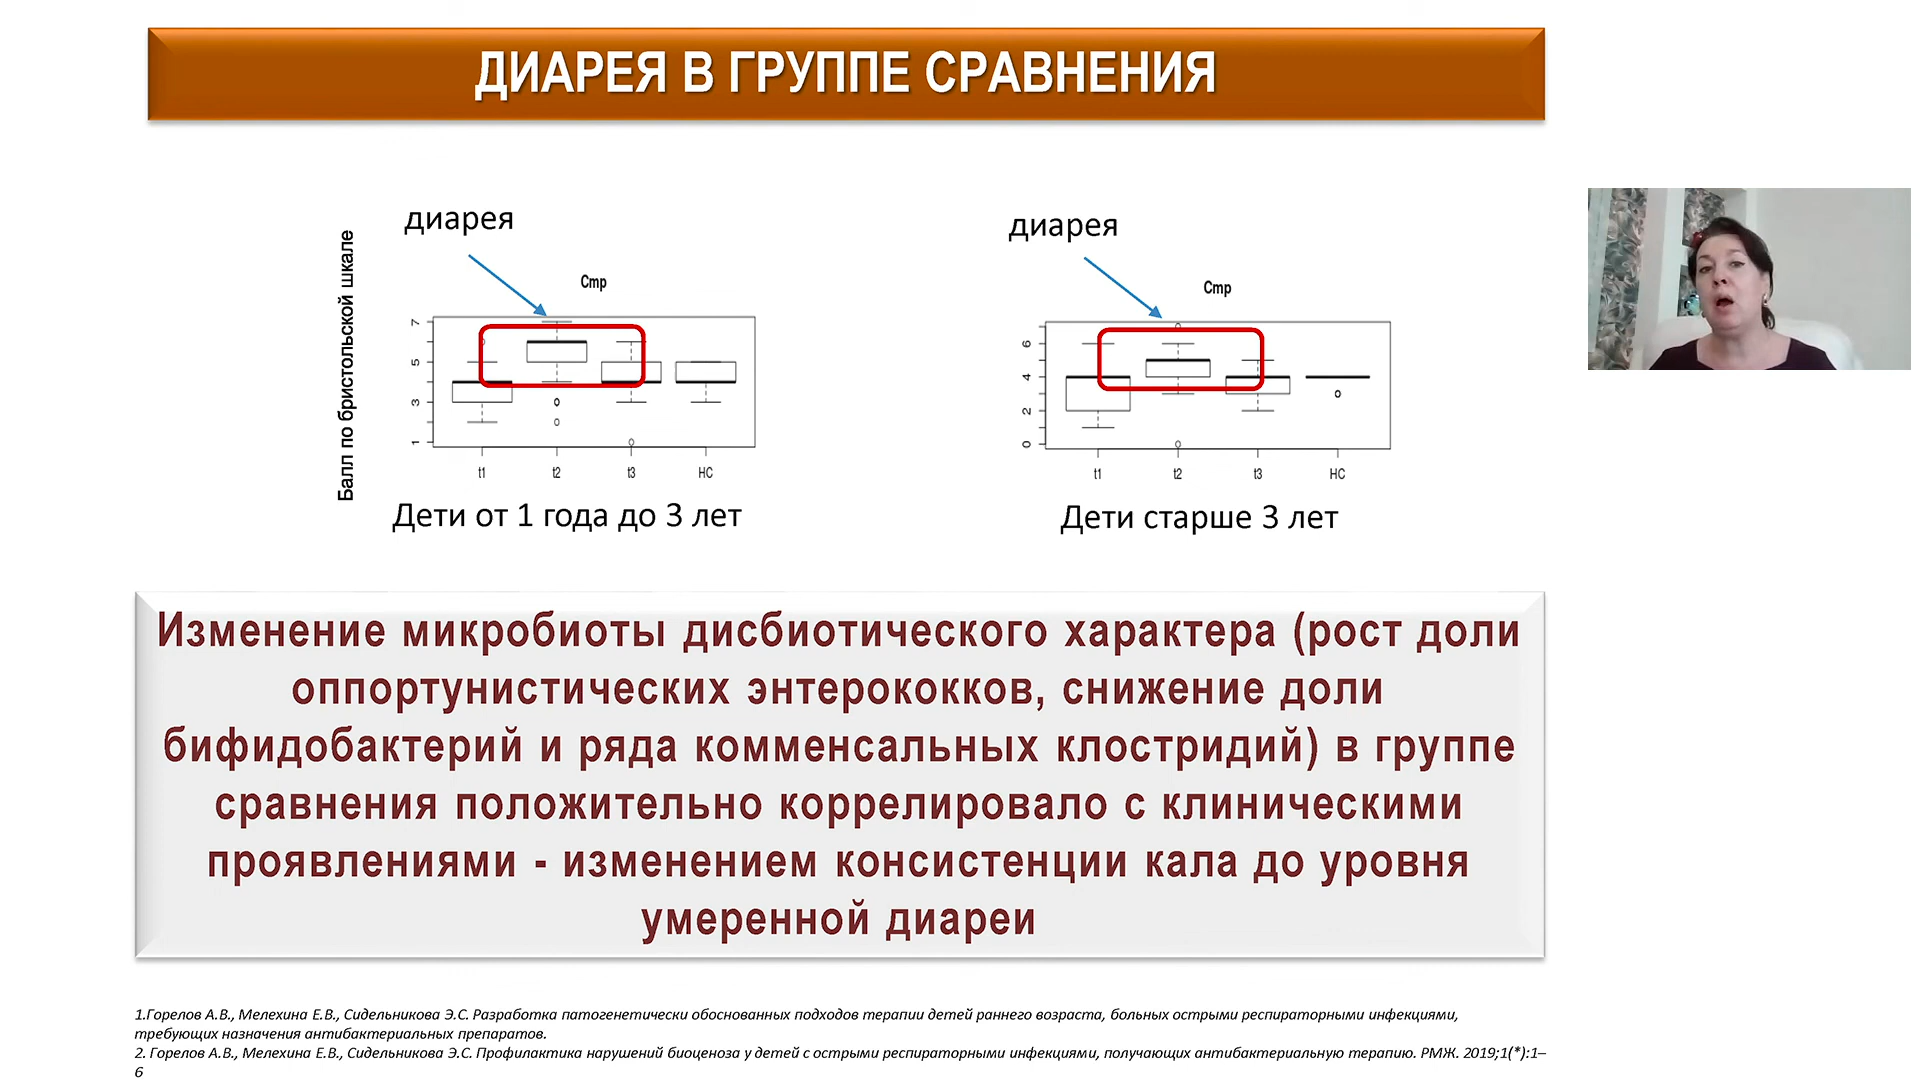 ДИАРЕЯ В ГРУППЕ СРАВНЕНИЯ
диарея
Cmp
Балл по бристольской шкале
7
5
3
1
t1 t2 t3 HC
Дети от 1 года до 3 лет
диарея
Cmp
6
4
2
0
t1 t2 t3 HC
Дети старше 3 лет
Изменение микробиоты дисбиотического характера (рост доли
оппортунистических энтерококков, снижение доли
бифидобактерий и ряда комменсальных клостридий) в группе
сравнения положительно коррелировало с клиническими
проявлениями - изменением консистенции кала до уровня
умеренной диареи
1.Горелов А.В., Мелехина Е.В., Сидельникова Э.С. Разработка патогенетически обоснованных подходов терапии детей раннего возраста, больных острыми респираторными инфекциями,
требующих назначения антибактериальных препаратов.
2. Горелов А.В., Мелехина Е.В., Сидельникова Э.С. Профилактика нарушений биоценоза у детей с острыми респираторными инфекциями, получающих антибактериальную терапию. РМЖ. 2019;1(*):1–
6